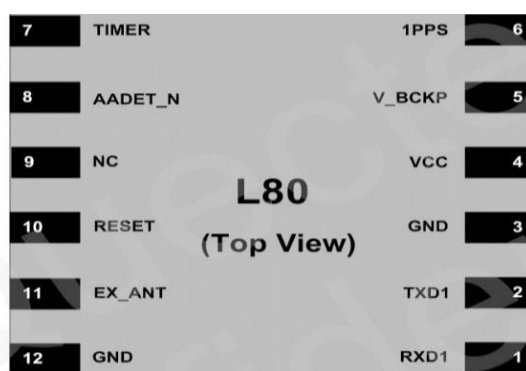 7 TIMER 1PPS 6
8 AADET_N V_BCKP 5
9 NC VCC 4
L80
10 RESET GND 3
(Top View)
11 EX_ANT TXD1 2
12 GND RXD1 1